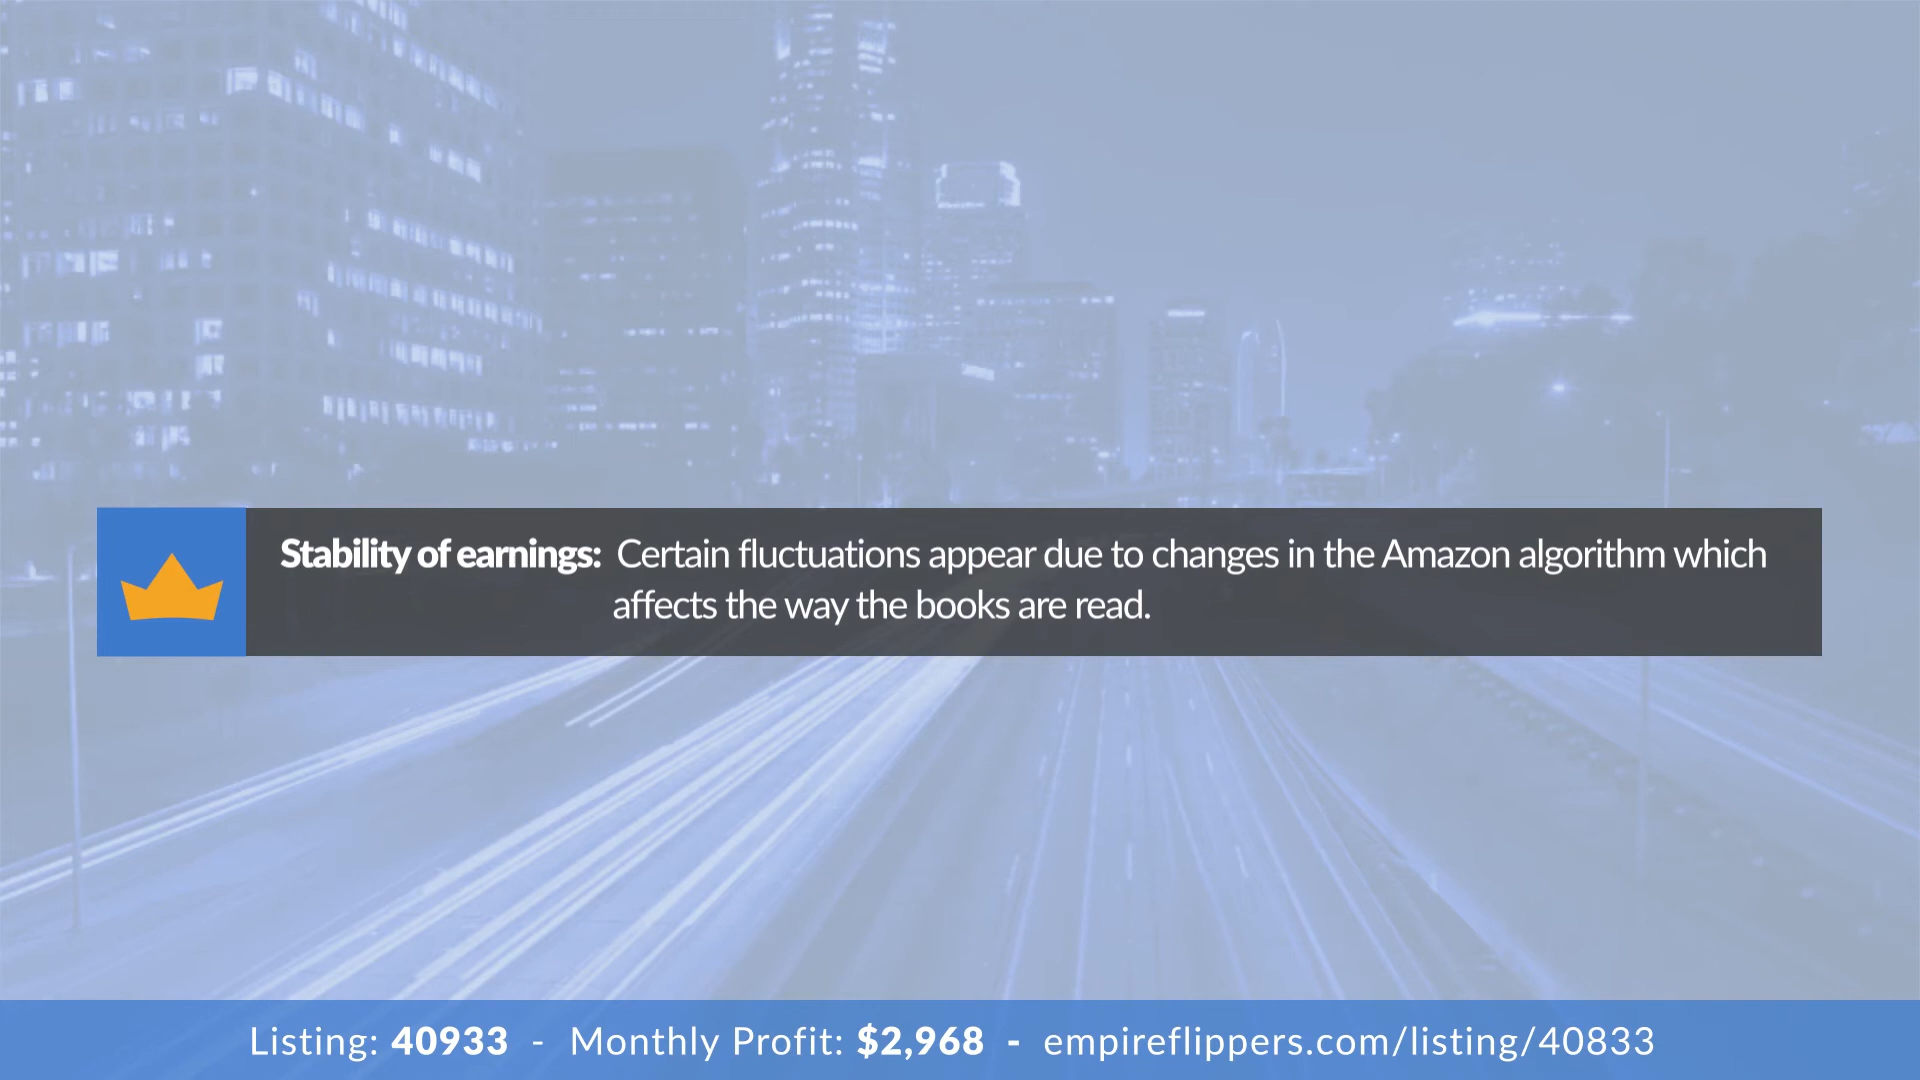 Stability of earnings: Certain fluctuations appear due to changes in the Amazon algorithm which
affects the way the books are read.
Listing: 40933 - Monthly Profit: $2,968 - empireflippers.com/listing/40833